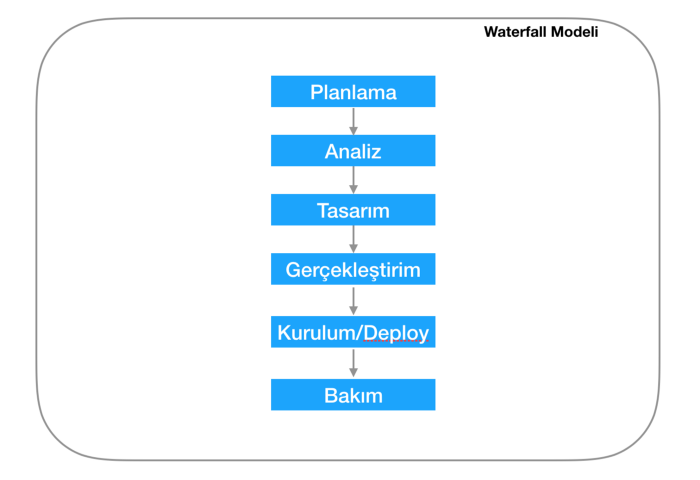 Waterfall Modeli
Planlama
Analiz
Tasarım
Gerçekleştirim
Kurulum/Deploy
Bakım